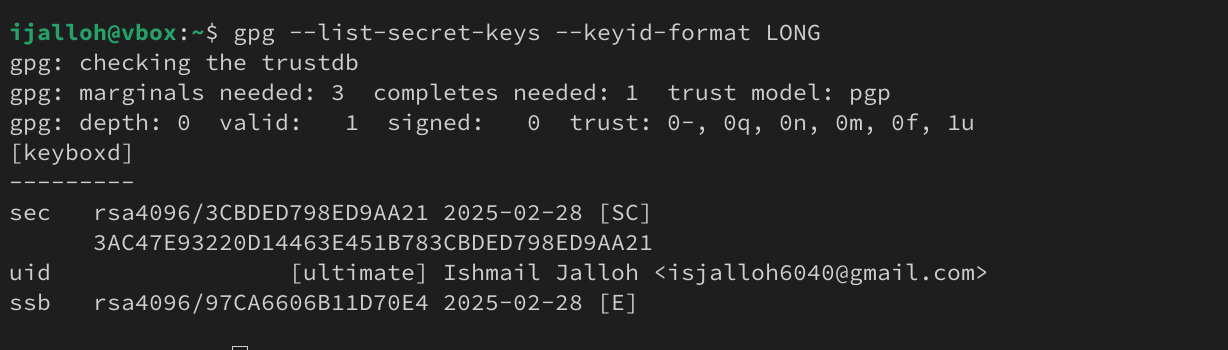 ijalloh@vbox:~$ gpg --list-secret-keys --keyid-format LONG
gpg: checking the trustdb
gpg: marginals needed: 3  completes needed: 1  trust model: pgp
gpg: depth: 0  valid:   1  signed:   0  trust: 0-, 0q, 0n, 0m, 0f, 1u
[keyboxd]
---------
sec   rsa4096/3CBDED798ED9AA21 2025-02-28 [SC]
      3AC47E93220D14463E451B783CBDED798ED9AA21
uid                 [ultimate] Ishmail Jalloh <isjalloh6040@gmail.com>
ssb   rsa4096/97CA6606B11D70E4 2025-02-28 [E]